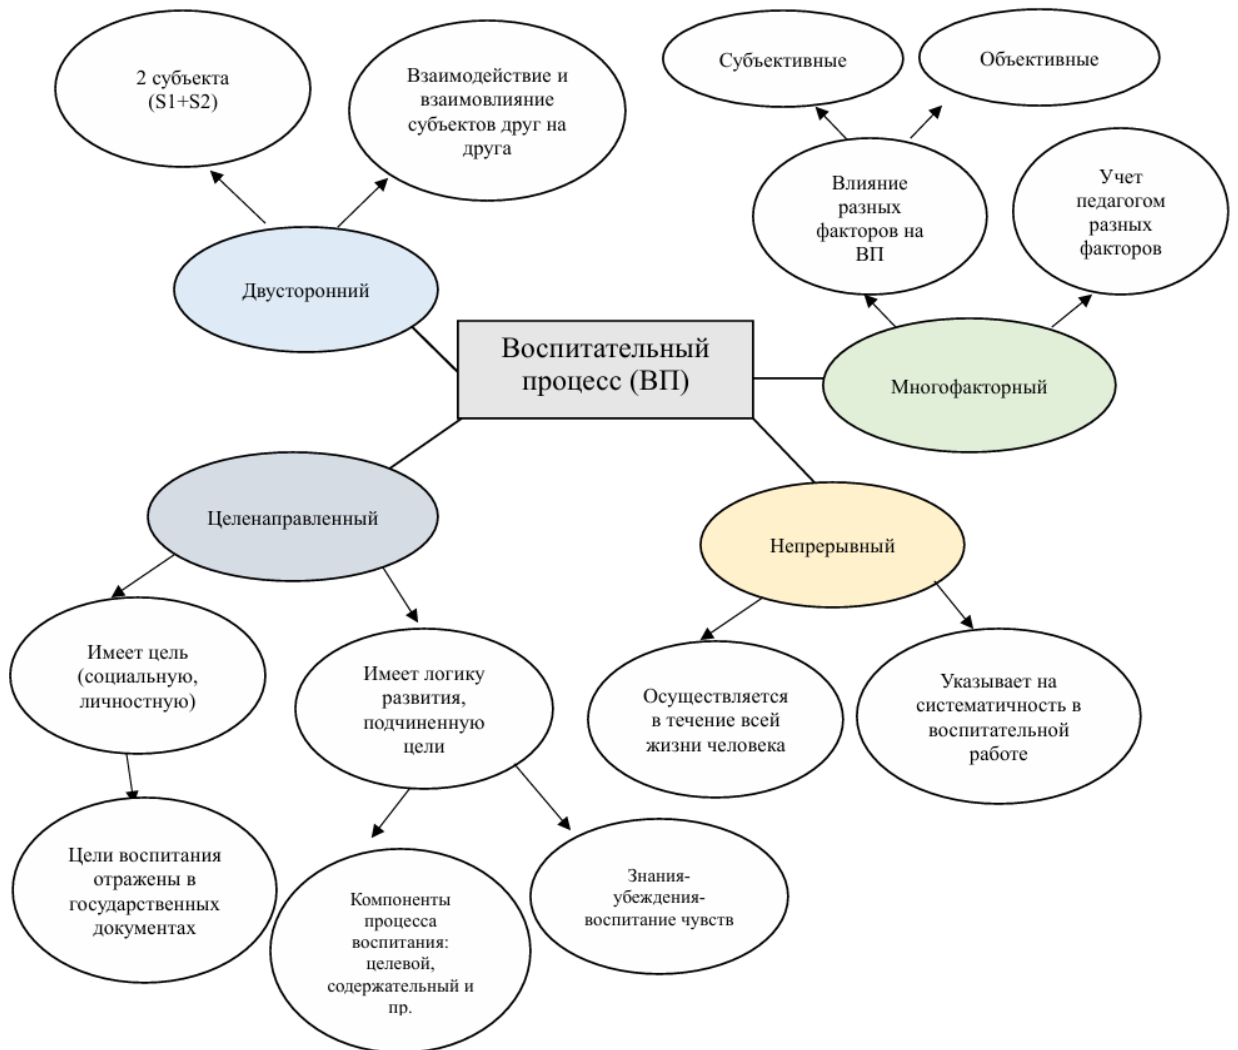 2 субъекта
(S1+S2)
Взаимодействие и
взаимовлияние
субъектов друг на
друга
Субъективные
Объективные
Влияние
разных
факторов на
ВП
Учет
педагогом
разных
факторов
Двусторонний
Воспитательный
процесс (ВП)
Многофакторный
Целенаправленный
Непрерывный
Имеет цель
(социальную,
личностную)
Имеет логику
развития,
подчиненную
цели
Осуществляется
в течение всей
жизни человека
Указывает на
систематичность в
воспитательной
работе
Цели воспитания
отражены в
государственных
документах
Компоненты
процесса
воспитания:
целевой,
содержательный и
пр.
Знания-
убеждения-
воспитание чувств